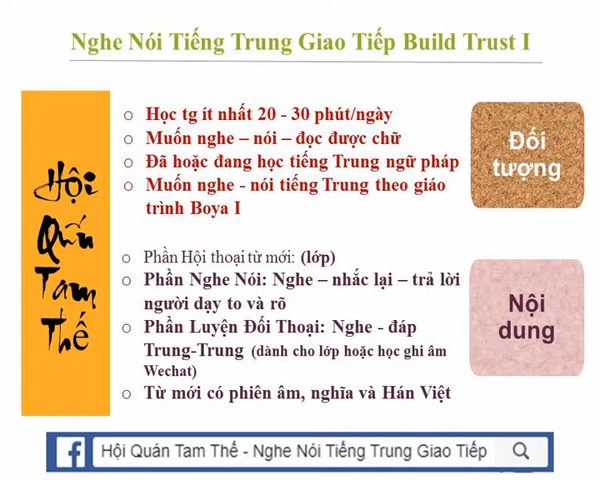 Nghe Nói Tiếng Trung Giao Tiếp Build Trust I
Hội
Quán
Tam
Thế
o Học tg ít nhất 20 - 30 phút/ngày
o Muốn nghe – nói – đọc được chữ
o Đã hoặc đang học tiếng Trung ngữ pháp
o Muốn nghe - nói tiếng Trung theo giáo
trình Boya I
Đối
tượng
o Phần Hội thoại từ mới: (lớp)
o Phần Nghe Nói: Nghe – nhắc lại – trả lời
người dạy to và rõ
o Phần Luyện Đối Thoại: Nghe - đáp
Trung-Trung (dành cho lớp hoặc học ghi âm
Wechat)
o Từ mới có phiên âm, nghĩa và Hán Việt
Nội
dung
f Hội Quán Tam Thế - Nghe Nói Tiếng Trung Giao Tiếp